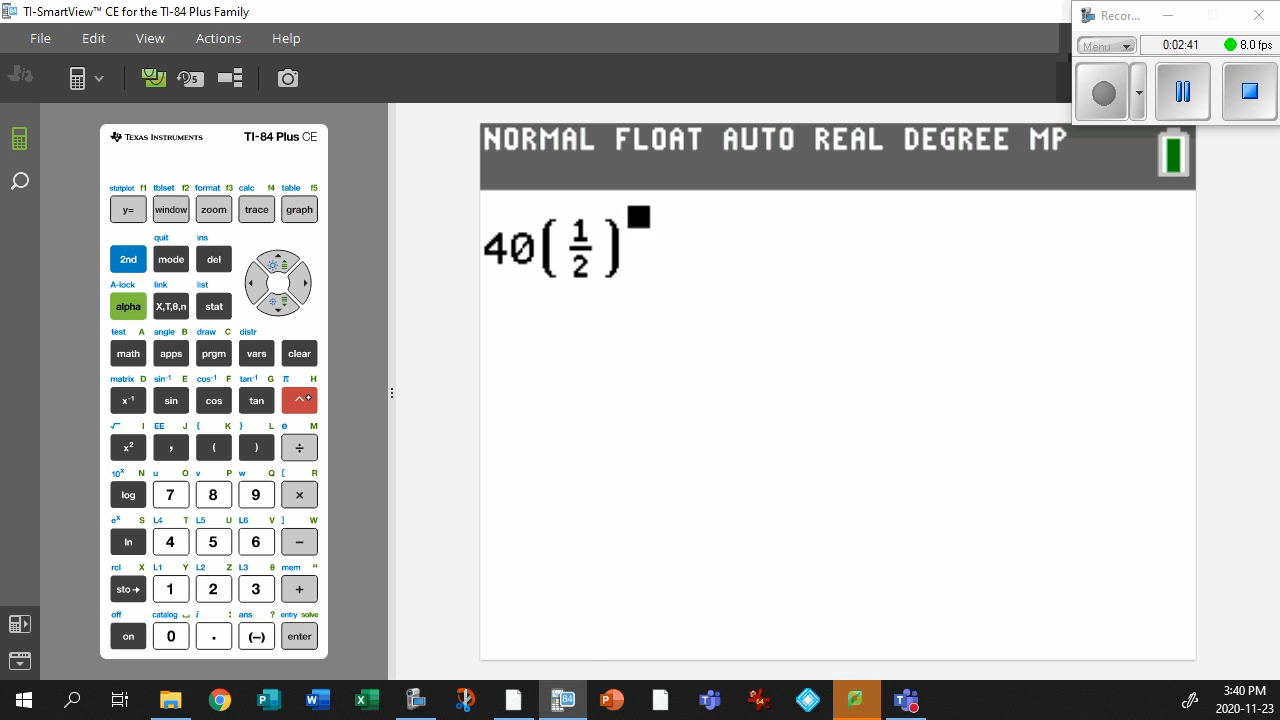 TI-SmartView™ CE for the TI-84 Plus Family
Recor...
File Edit View Actions Help
Menu 0:02:41 8.0 fps
TEXAS INSTRUMENTS TI-84 Plus CE
NORMAL FLOAT AUTO REAL DEGREE MP
40(1/2)
statplot f1 tblset f2 format f3 calc f4 table f5
y= window zoom trace graph
quit ins
2nd mode del
A-lock link list
alpha X,T,θ,n stat
test A angle B draw C distr
math apps prgm vars clear
matrix D sin⁻¹ E cos⁻¹ F tan⁻¹ G π H
x⁻¹ sin cos tan ^
√ I EE J { K } L e M
x² , ( ) ÷
10ˣ N u O v P w Q [ R
log 7 8 9 ×
eˣ S L4 T L5 U L6 V ] W
ln 4 5 6 −
rcl X L1 Y L2 Z L3 θ mem “
sto→ 1 2 3 +
off catalog ⎵ i : ans ? entry solve
on 0 . (–) enter
3:40 PM
2020-11-23